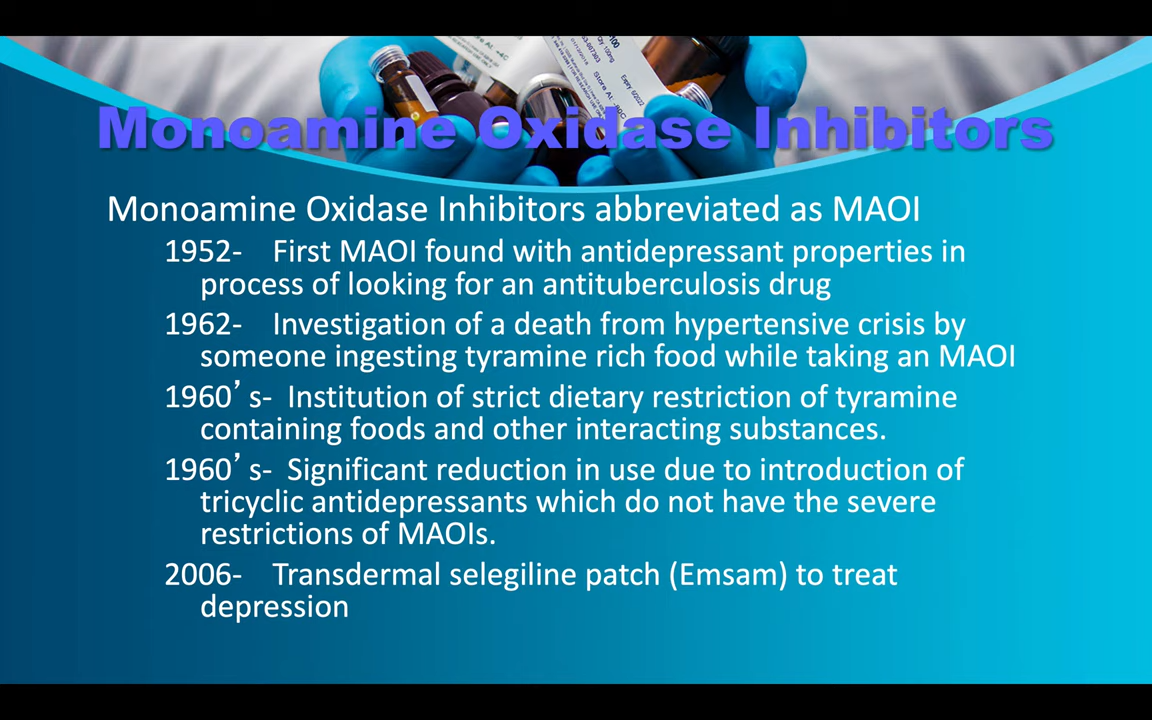 Monoamine Oxidase Inhibitors
Monoamine Oxidase Inhibitors abbreviated as MAOI
1952- First MAOI found with antidepressant properties in
process of looking for an antituberculosis drug
1962- Investigation of a death from hypertensive crisis by
someone ingesting tyramine rich food while taking an MAOI
1960’s- Institution of strict dietary restriction of tyramine
containing foods and other interacting substances.
1960’s- Significant reduction in use due to introduction of
tricyclic antidepressants which do not have the severe
restrictions of MAOIs.
2006- Transdermal selegiline patch (Emsam) to treat
depression